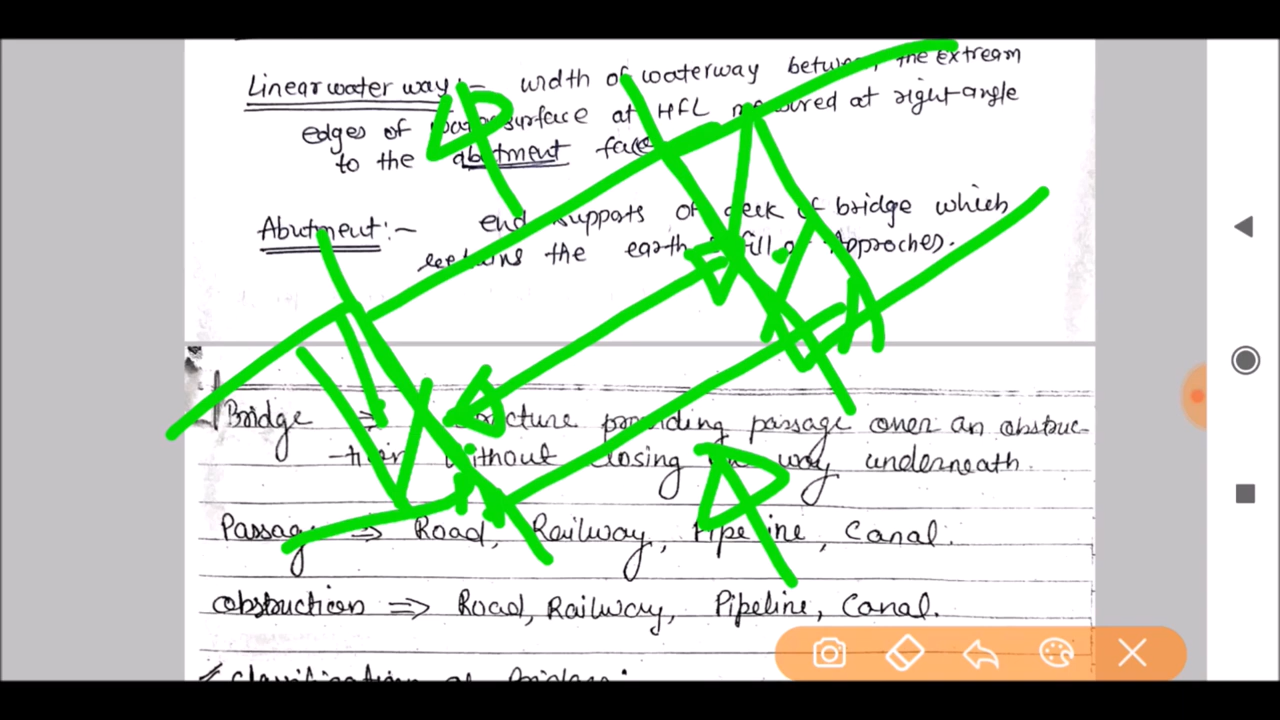 Linear water way:- width of waterway between the extream
edges of water surface at HFL measured at right angle
to the abutment face
Abutment:- end supports of deck of bridge which
the earth fill of Approches.
Bridge ⇒ structure providing passage over an obstruc-
-tion without closing the way underneath.
Passage ⇒ Road, Railway, Pipeline, Canal.
obstruction ⇒ Road, Railway, Pipeline, Canal.